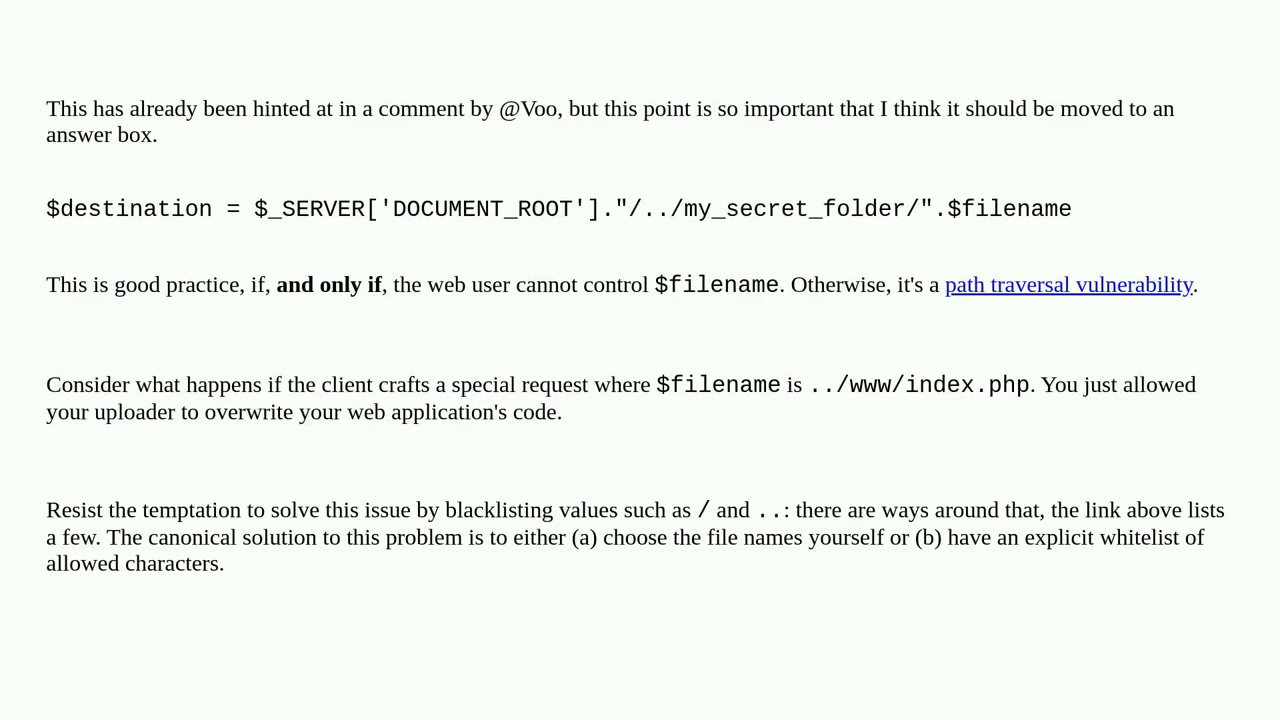 This has already been hinted at in a comment by @Voo, but this point is so important that I think it should be moved to an
answer box.
$destination = $_SERVER['DOCUMENT_ROOT']."/../my_secret_folder/".$filename
This is good practice, if, and only if, the web user cannot control $filename. Otherwise, it's a path traversal vulnerability.
Consider what happens if the client crafts a special request where $filename is ../www/index.php. You just allowed
your uploader to overwrite your web application's code.
Resist the temptation to solve this issue by blacklisting values such as / and ..: there are ways around that, the link above lists
a few. The canonical solution to this problem is to either (a) choose the file names yourself or (b) have an explicit whitelist of
allowed characters.